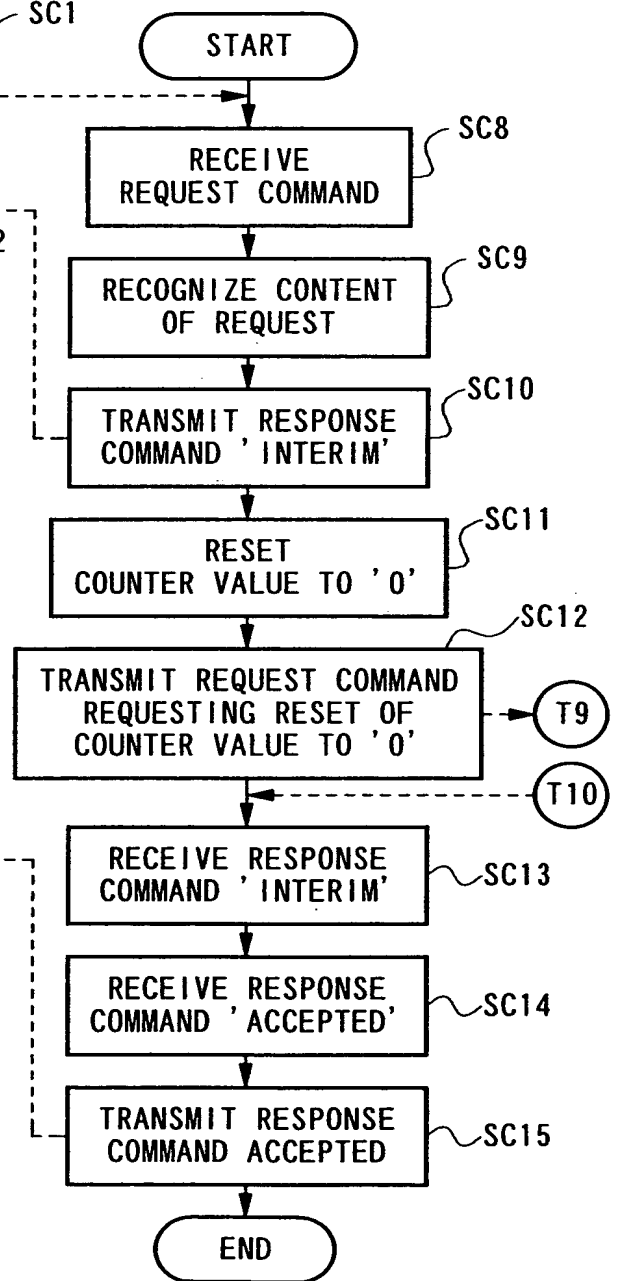 SC1
START
SC8
RECEIVE
REQUEST COMMAND
2
SC9
RECOGNIZE CONTENT
OF REQUEST
SC10
TRANSMIT RESPONSE
COMMAND 'INTERIM'
SC11
RESET
COUNTER VALUE TO '0'
SC12
TRANSMIT REQUEST COMMAND
REQUESTING RESET OF
COUNTER VALUE TO '0'
T9
T10
RECEIVE RESPONSE
COMMAND 'INTERIM'
SC13
RECEIVE RESPONSE
COMMAND 'ACCEPTED'
SC14
TRANSMIT RESPONSE
COMMAND ACCEPTED
SC15
END